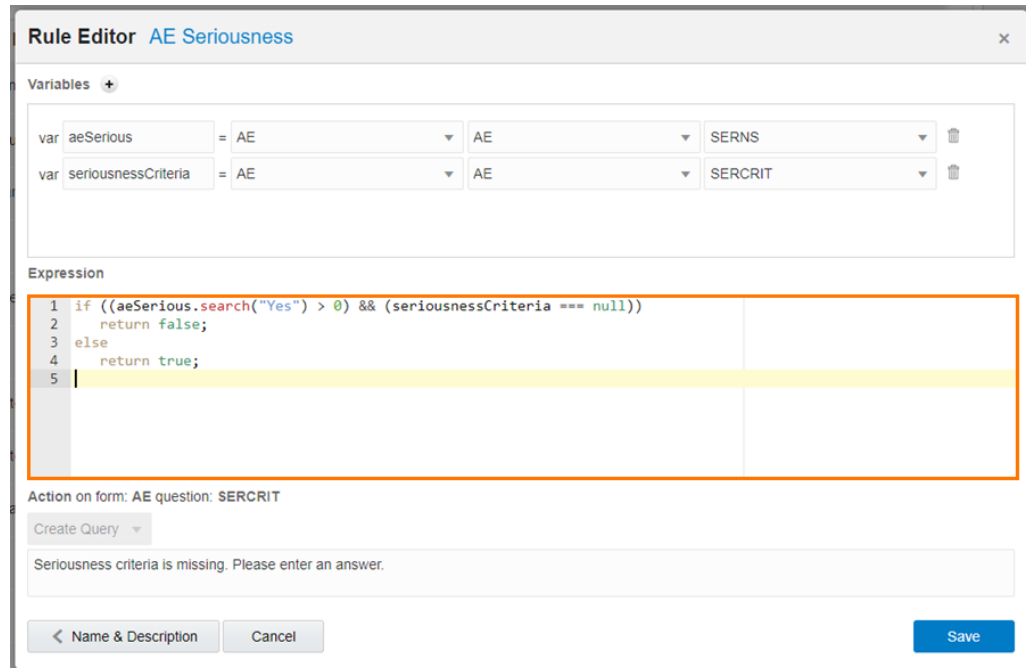 Rule Editor AE Seriousness ×
Variables +
var aeSerious = AE AE SERNS
var seriousnessCriteria = AE AE SERCRIT
Expression
1 if ((aeSerious.search("Yes") > 0) && (seriousnessCriteria === null))
2 return false;
3 else
4 return true;
5
Action on form: AE question: SERCRIT
Create Query
Seriousness criteria is missing. Please enter an answer.
Name & Description Cancel Save